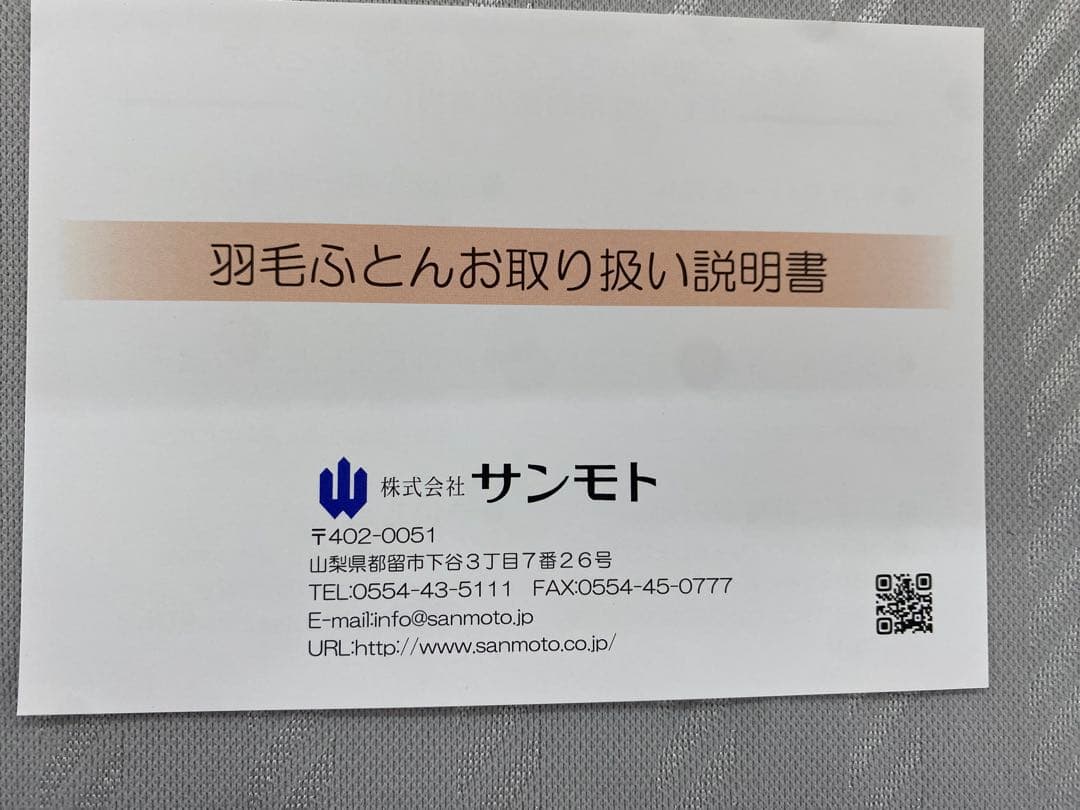 羽毛ふとんお取り扱い説明書
株式会社 サンモト
〒402-0051
山梨県都留市下谷３丁目７番２６号
TEL:0554-43-5111 FAX:0554-45-0777
E-mail:info@sanmoto.jp
URL:http://www.sanmoto.co.jp/